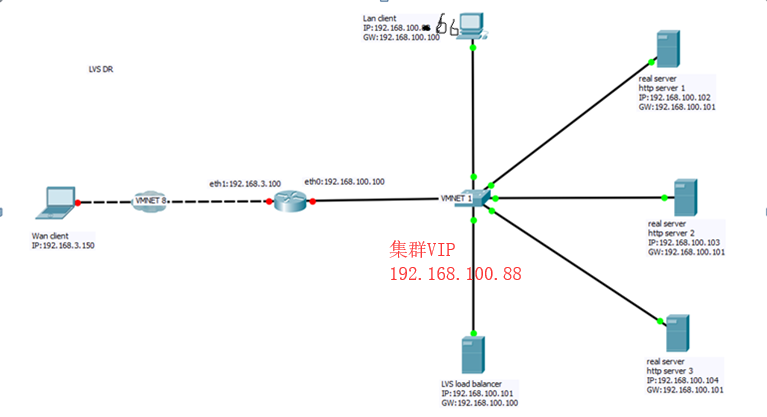 Lan client
IP:192.168.100.66
GW:192.168.100.100
LVS DR
real server
http server 1
IP:192.168.100.102
GW:192.168.100.101
eth1:192.168.3.100
eth0:192.168.100.100
VMNET 8
VMNET 1
Wan client
IP:192.168.3.150
real server
http server 2
IP:192.168.100.103
GW:192.168.100.101
集群VIP
192.168.100.88
real server
http server 3
IP:192.168.100.104
GW:192.168.100.101
LVS load balancer
IP:192.168.100.101
GW:192.168.100.100